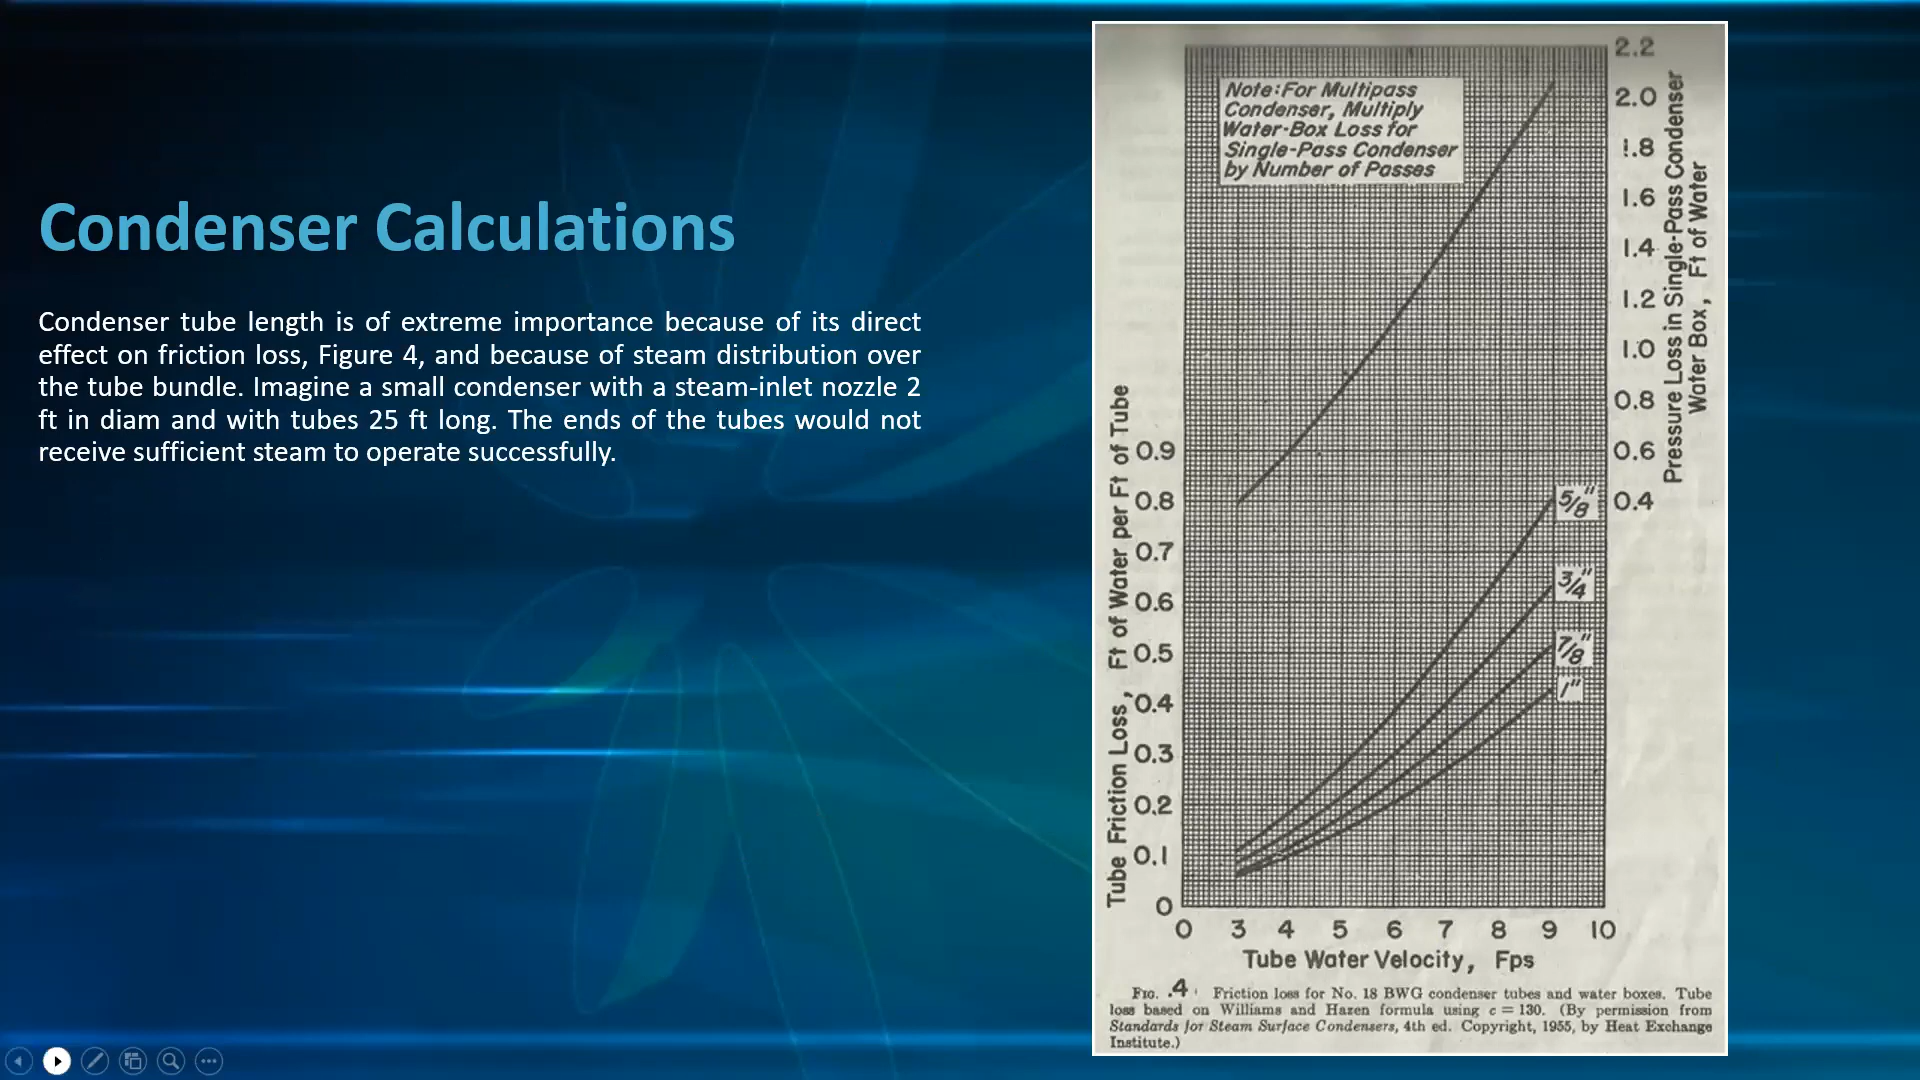 Condenser Calculations
Condenser tube length is of extreme importance because of its direct
effect on friction loss, Figure 4, and because of steam distribution over
the tube bundle. Imagine a small condenser with a steam-inlet nozzle 2
ft in diam and with tubes 25 ft long. The ends of the tubes would not
receive sufficient steam to operate successfully.
Note: For Multipass
Condenser, Multiply
Water-Box Loss for
Single-Pass Condenser
by Number of Passes
Tube Friction Loss, Ft of Water per Ft of Tube
0.9
0.8
0.7
0.6
0.5
0.4
0.3
0.2
0.1
0
2.2
2.0
1.8
1.6
1.4
1.2
1.0
0.8
0.6
0.4
Pressure Loss in Single-Pass Condenser
Water Box, Ft of Water
5/8"
3/4"
7/8"
1"
0 3 4 5 6 7 8 9 10
Tube Water Velocity, Fps
Fig. .4 Friction loss for No. 18 BWG condenser tubes and water boxes. Tube
loss based on Williams and Hazen formula using c = 130. (By permission from
Standards for Steam Surface Condensers, 4th ed. Copyright, 1955, by Heat Exchange
Institute.)